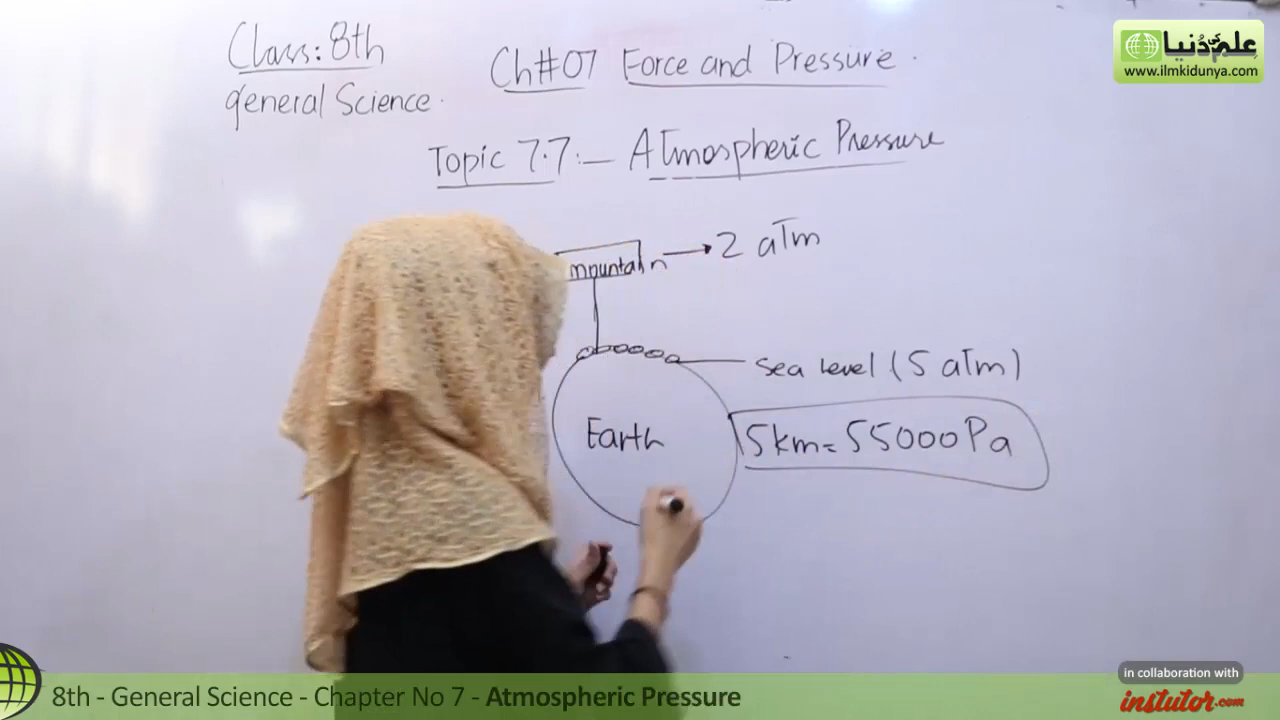 Class: 8th
general Science.
Ch#07 Force and Pressure.
Topic 7.7:— Atmospheric Pressure
علم کی دُنیا
www.ilmkidunya.com
mountain → 2 atm
sea level (5 atm)
Earth
5km = 55000 Pa
in collaboration with
instutor.com
8th - General Science - Chapter No 7 - Atmospheric Pressure